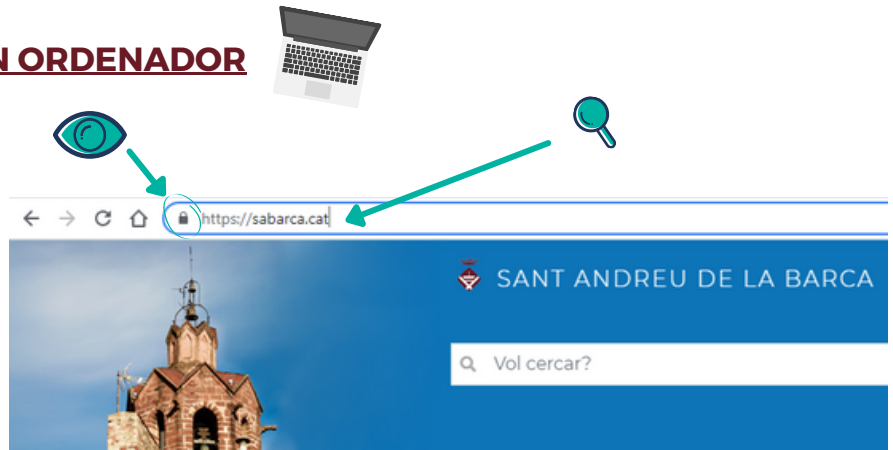 N ORDENADOR
https://sabarca.cat
SANT ANDREU DE LA BARCA
Vol cercar?